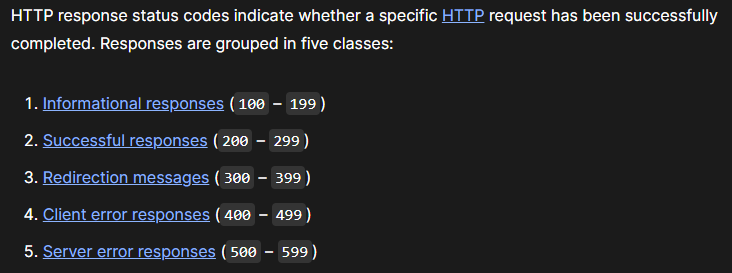 HTTP response status codes indicate whether a specific HTTP request has been successfully
completed. Responses are grouped in five classes:
1. Informational responses (100 – 199)
2. Successful responses (200 – 299)
3. Redirection messages (300 – 399)
4. Client error responses (400 – 499)
5. Server error responses (500 – 599)